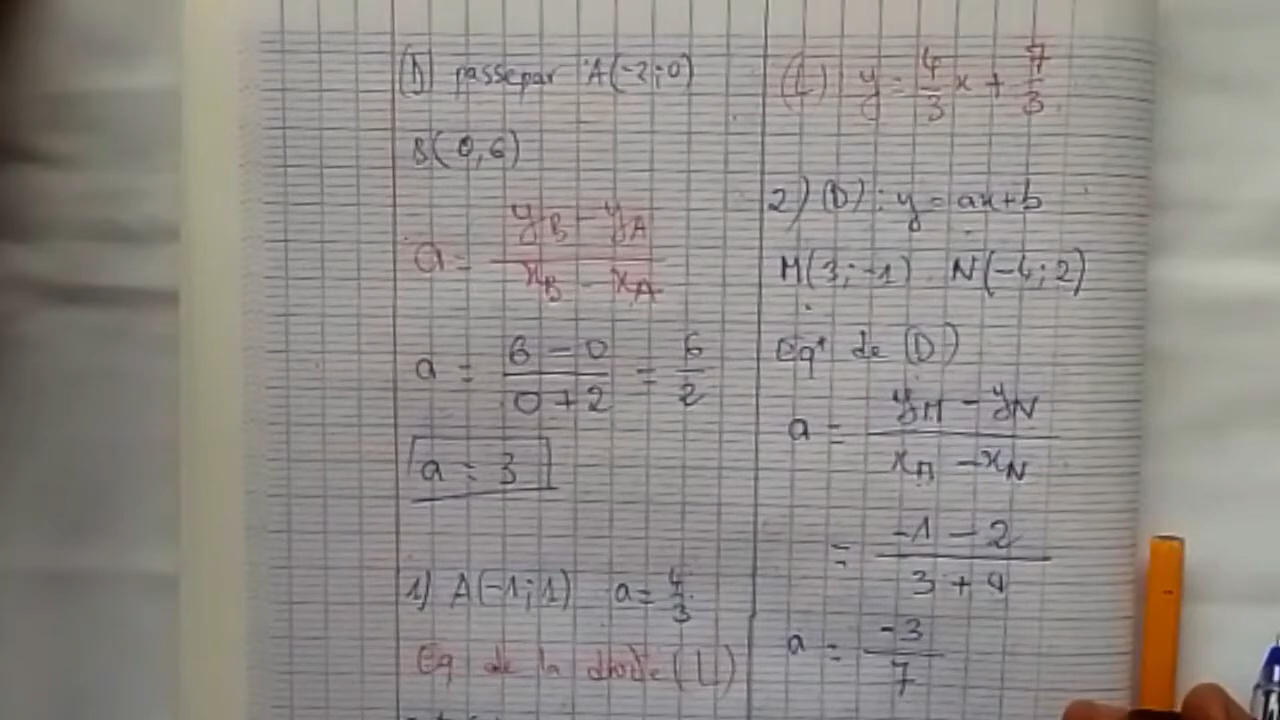 (D) passe par A(-2;0)
B(0,6)
a = (yB - yA) / (xB - xA)
a = (6 - 0) / (0 + 2) = 6/2
a = 3
1) A(-1;1) a = 4/3
Eq de la droite (L)
(L) y = 4/3 x + 7/3
2) (D): y = ax+b
M(3;-1) N(-4;2)
Eqt de (D)
a = (yM - yN) / (xM - xN)
= (-1 - 2) / (3 + 4)
a = -3/7